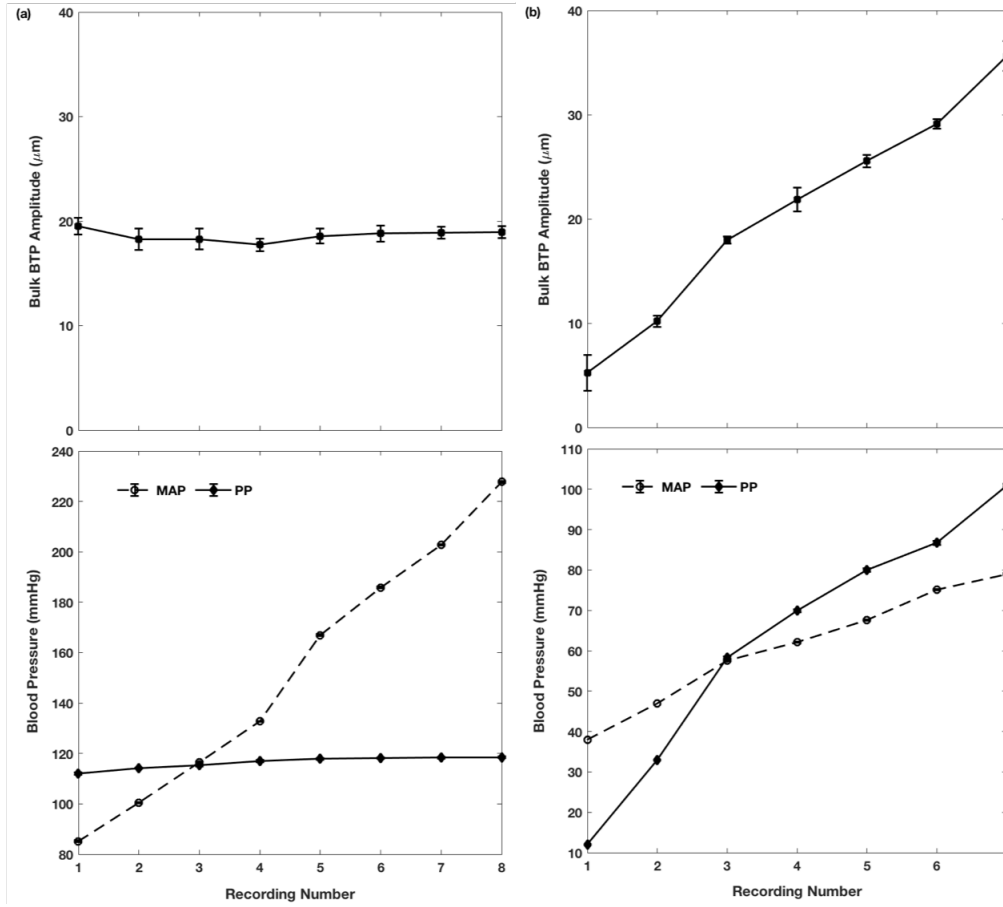 (a)
40
30
20
10
0
Bulk BTP Amplitude (μm)
240
220
200
180
160
140
120
100
80
Blood Pressure (mmHg)
MAP PP
1 2 3 4 5 6 7 8
Recording Number
(b)
40
30
20
10
0
Bulk BTP Amplitude (μm)
110
100
90
80
70
60
50
40
30
20
10
Blood Pressure (mmHg)
MAP PP
1 2 3 4 5 6
Recording Number